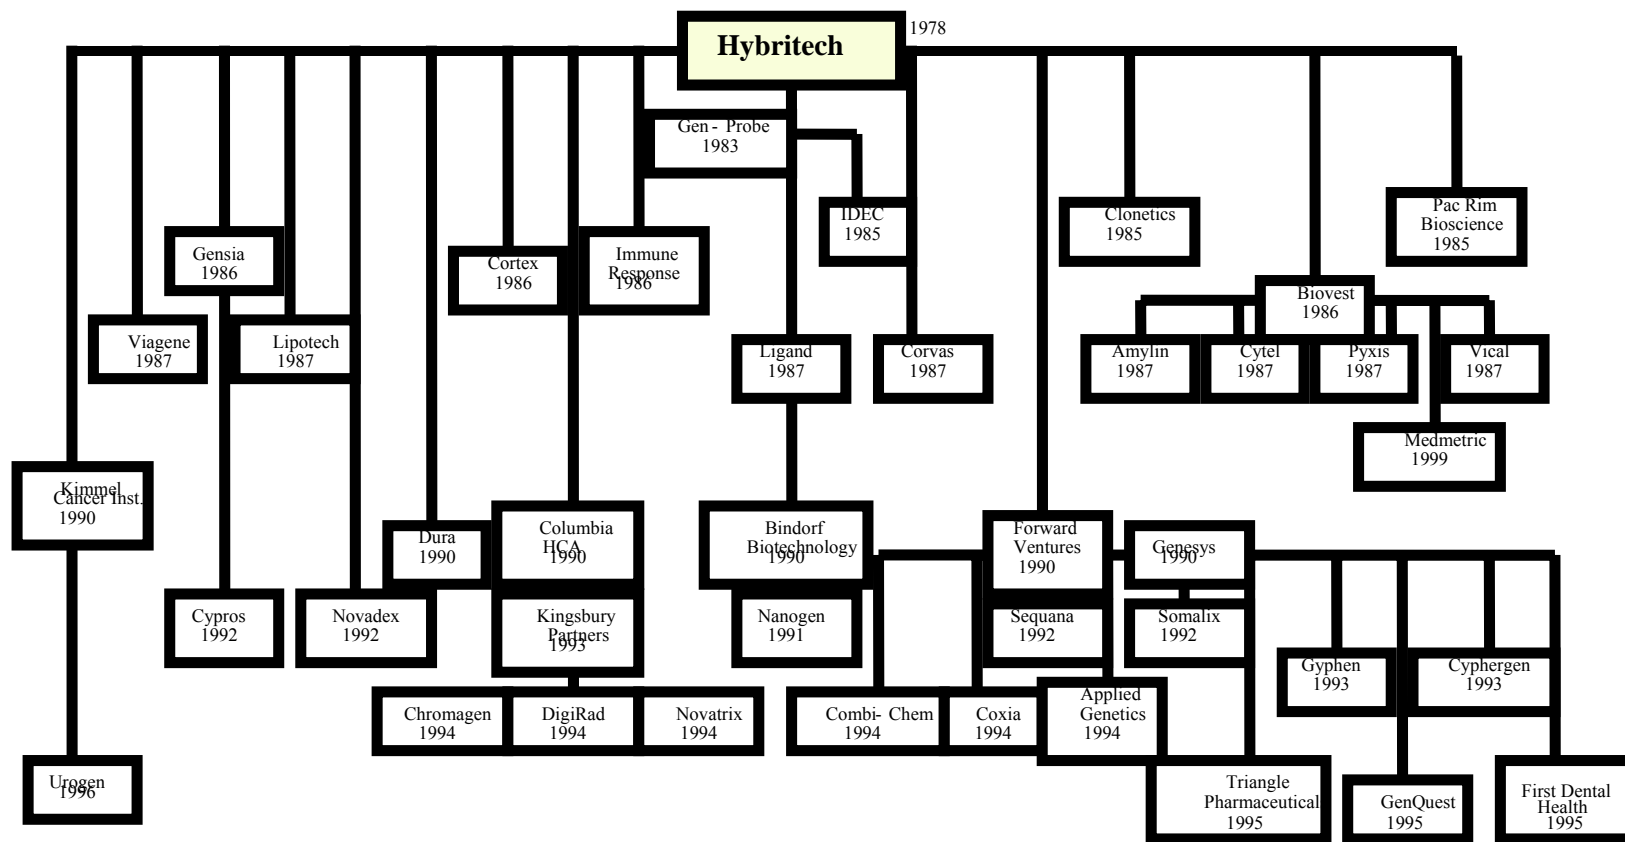 Hybritech
1978
Gen - Probe
1983
IDEC
1985
Clonetics
1985
Pac Rim
Bioscience
1985
Gensia
1986
Cortex
1986
Immune
Response
1986
Biovest
1986
Viagene
1987
Lipotech
1987
Ligand
1987
Corvas
1987
Amylin
1987
Cytel
1987
Pyxis
1987
Vical
1987
Medmetric
1999
Kimmel
Cancer Inst.
1990
Dura
1990
Columbia
HCA
1990
Bindorf
Biotechnology
1990
Forward
Ventures
1990
Genesys
1990
Cypros
1992
Novadex
1992
Kingsbury
Partners
1993
Nanogen
1991
Sequana
1992
Somalix
1992
Gyphen
1993
Cyphergen
1993
Chromagen
1994
DigiRad
1994
Novatrix
1994
Combi- Chem
1994
Coxia
1994
Applied
Genetics
1994
Urogen
1996
Triangle
Pharmaceutical
1995
GenQuest
1995
First Dental
Health
1995